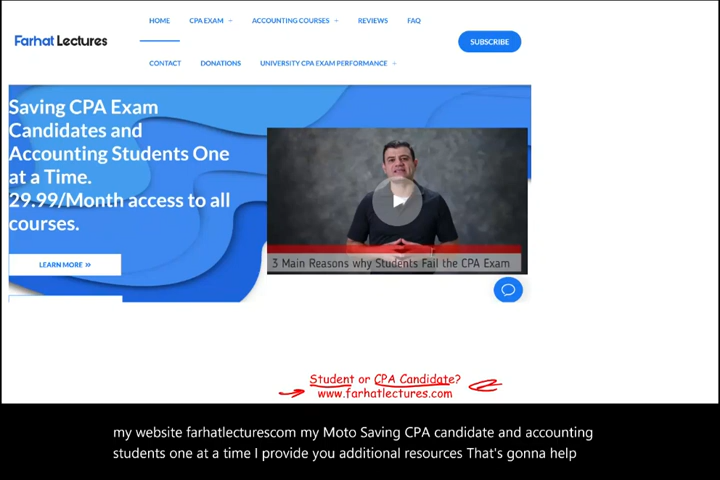 HOME CPA EXAM + ACCOUNTING COURSES + REVIEWS FAQ
Farhat Lectures
SUBSCRIBE
CONTACT DONATIONS UNIVERSITY CPA EXAM PERFORMANCE +
Saving CPA Exam
Candidates and
Accounting Students One
at a Time.
29.99/Month access to all
courses.
LEARN MORE »
3 Main Reasons why Students Fail the CPA Exam
Student or CPA Candidate?
www.farhatlectures.com
my website farhatlecturescom my Moto Saving CPA candidate and accounting
students one at a time I provide you additional resources That's gonna help